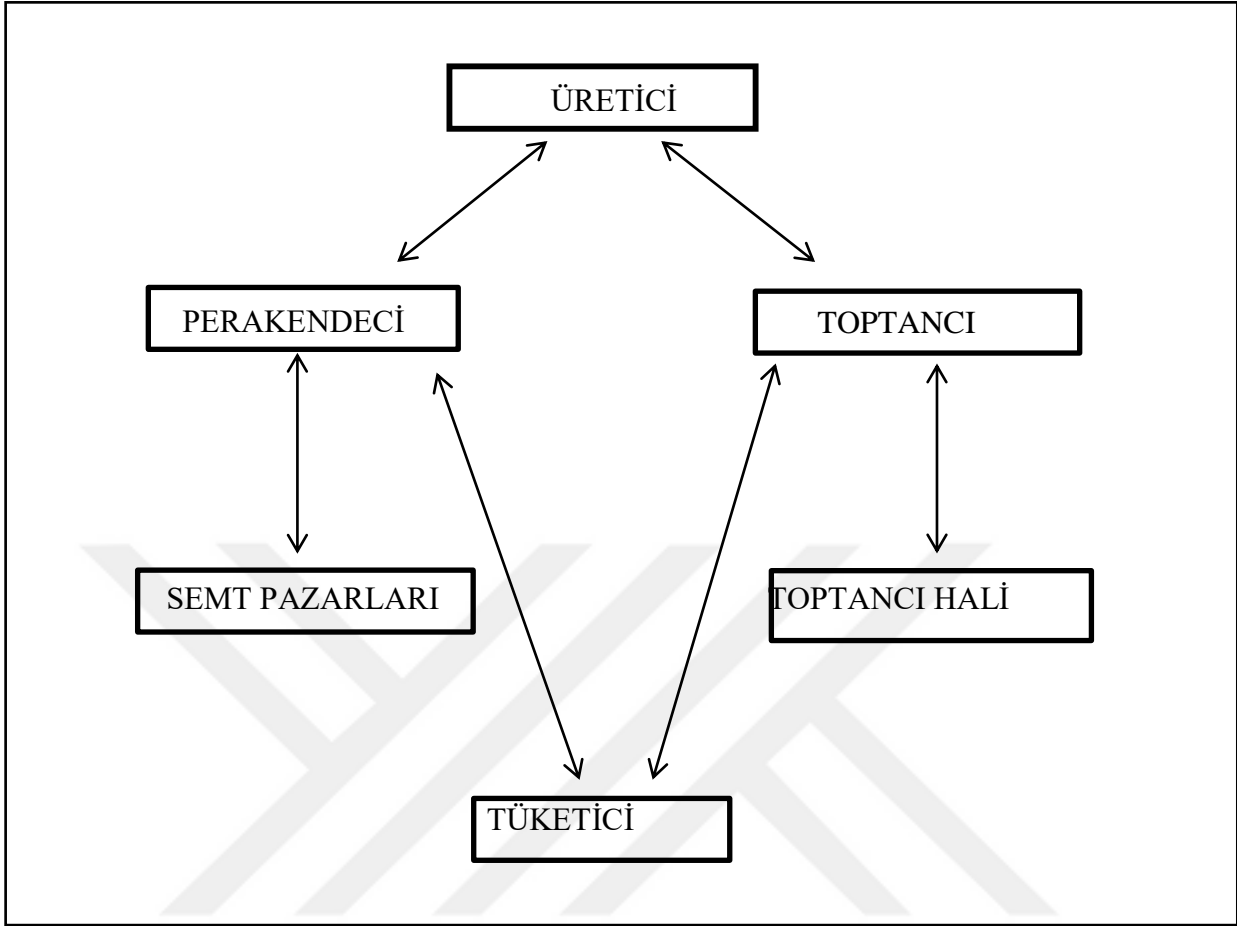 ÜRETİCİ
PERAKENDECİ
TOPTANCI
SEMT PAZARLARI
TOPTANCI HALİ
TÜKETİCİ